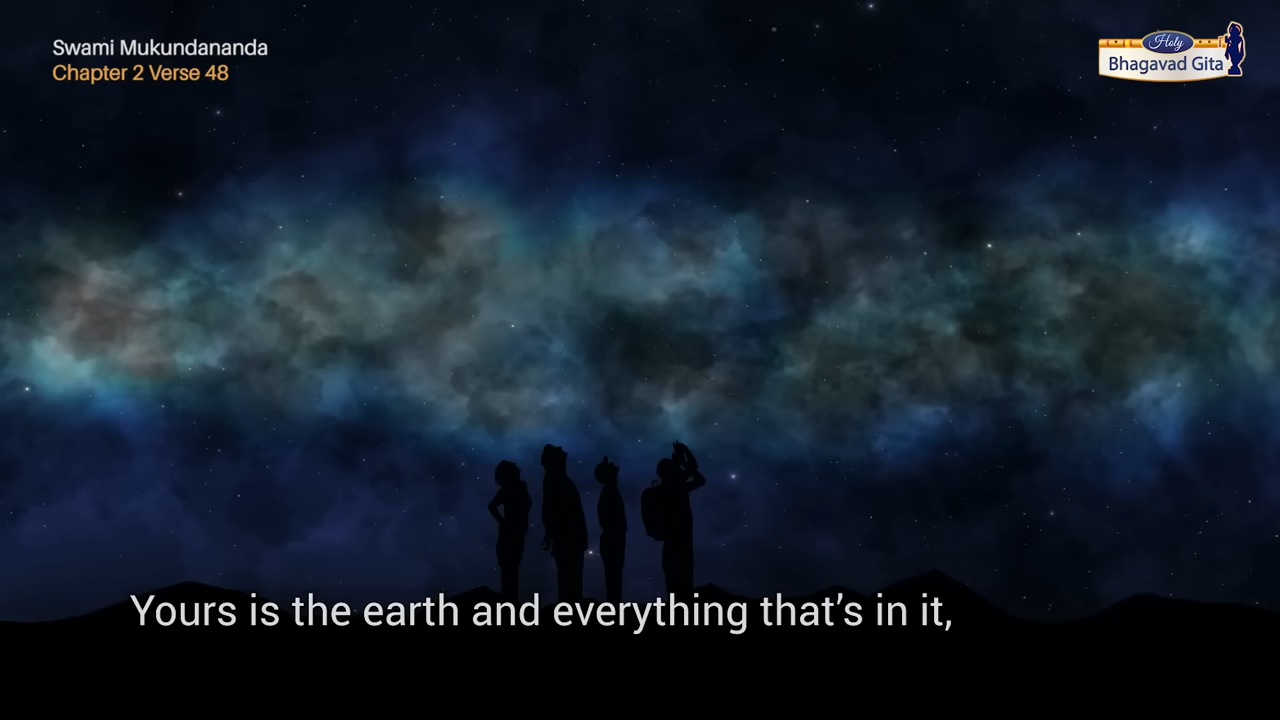 Swami Mukundananda
Chapter 2 Verse 48
Holy
Bhagavad Gita
Yours is the earth and everything that’s in it,